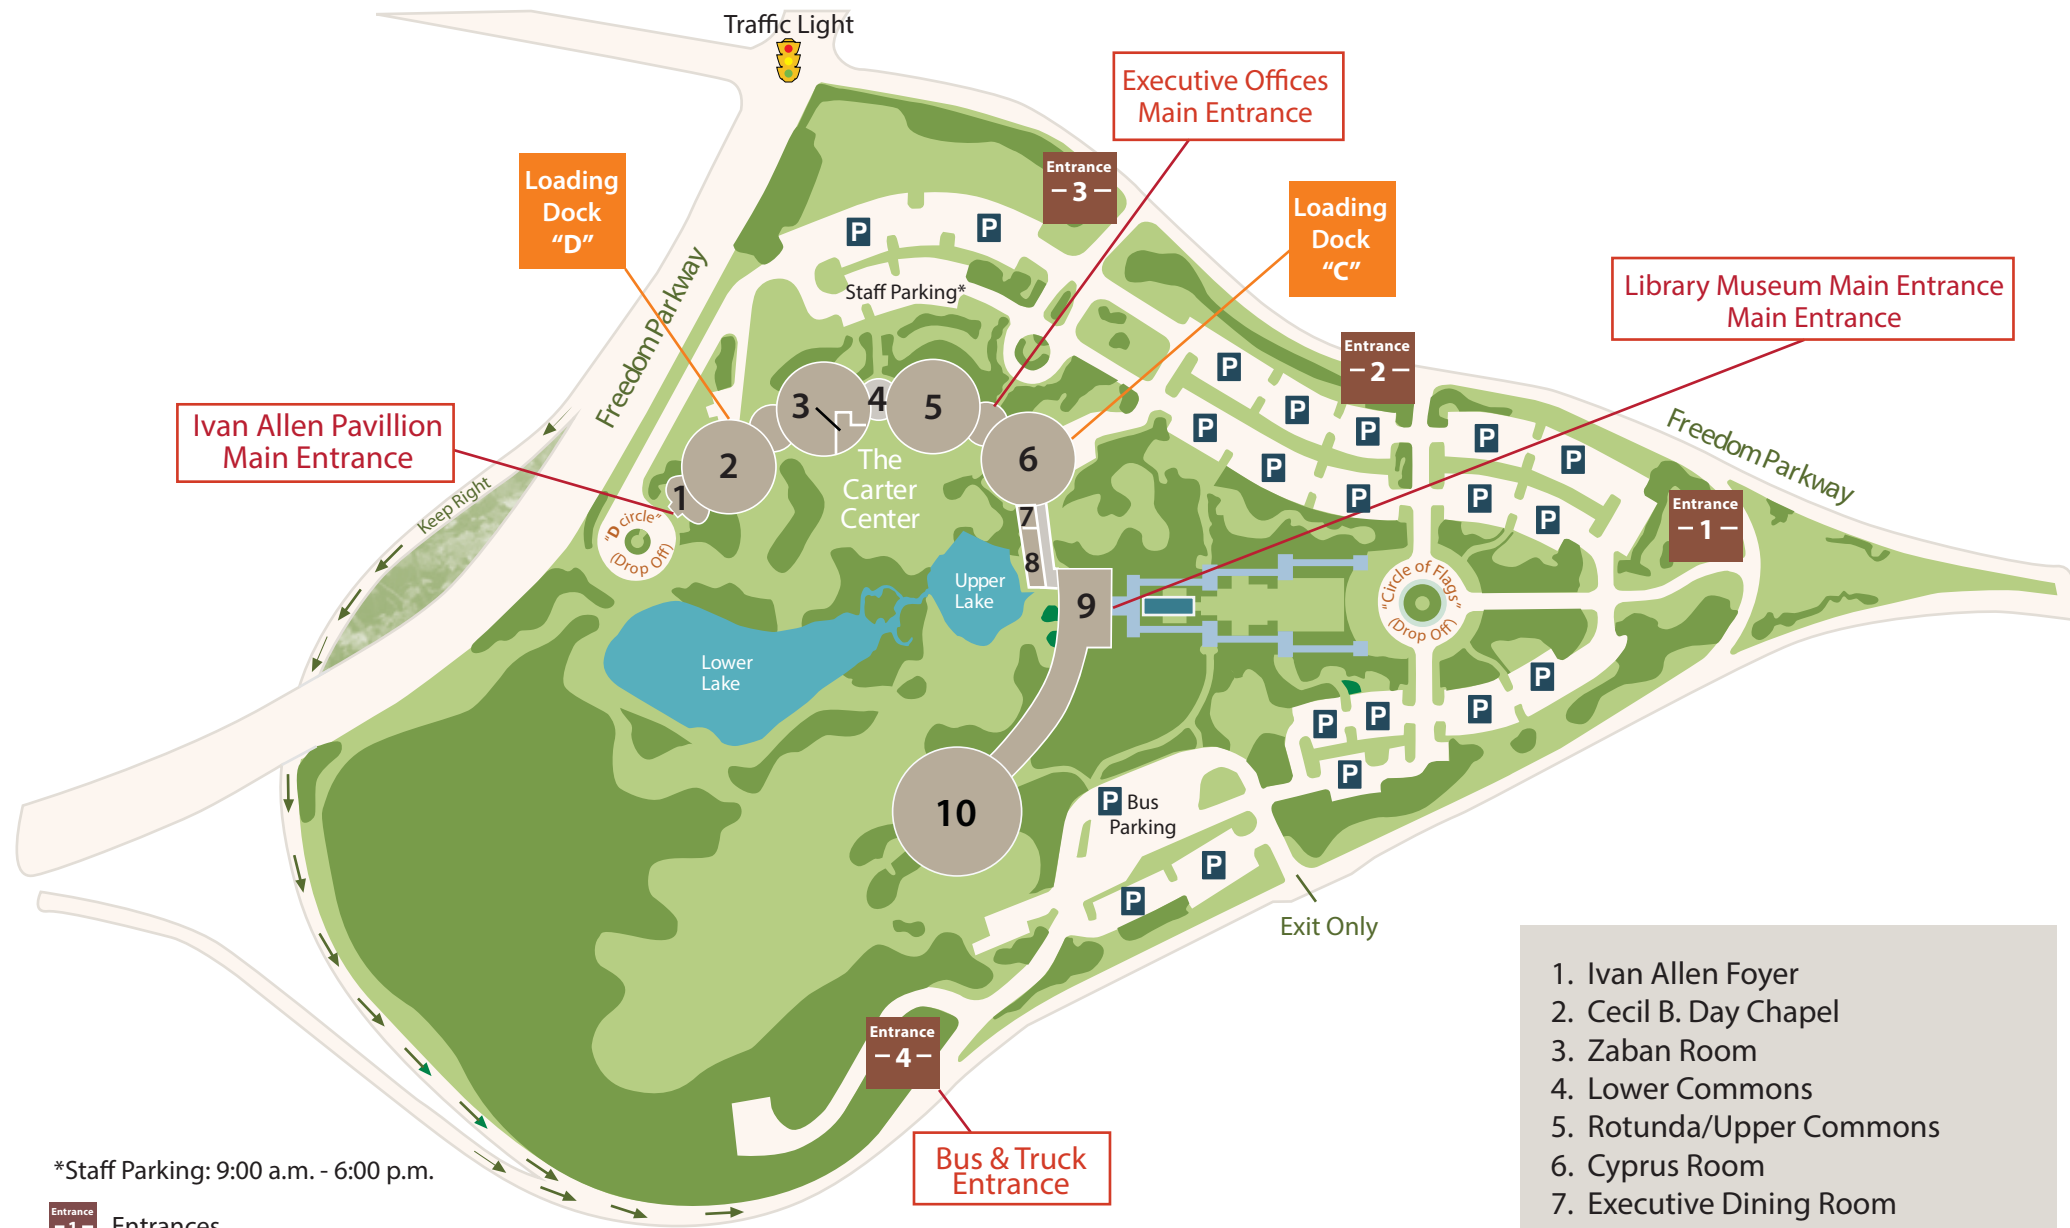 Traffic Light
Executive Offices
Main Entrance
Entrance
– 3 –
Loading
Dock
“D”
Loading
Dock
“C”
P
P
Staff Parking*
Freedom Parkway
Library Museum Main Entrance
Main Entrance
Entrance
– 2 –
P
P
P
P
P
P
P
P
P
P
Freedom Parkway
Entrance
– 1 –
Ivan Allen Pavillion
Main Entrance
Keep Right
1
2
3
4
5
6
7
8
9
10
The
Carter
Center
“D circle”
(Drop Off)
Upper
Lake
Lower
Lake
“Circle of Flags”
(Drop Off)
P
P
P
P
P
P Bus
Parking
P
P
Exit Only
Entrance
– 4 –
Bus & Truck
Entrance
*Staff Parking: 9:00 a.m. - 6:00 p.m.
Entrance
– 1 –
Entrances
1. Ivan Allen Foyer
2. Cecil B. Day Chapel
3. Zaban Room
4. Lower Commons
5. Rotunda/Upper Commons
6. Cyprus Room
7. Executive Dining Room